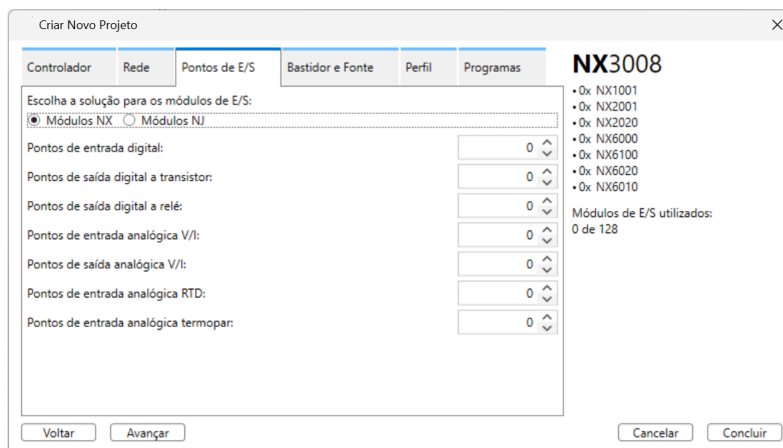 Criar Novo Projeto
Controlador Rede Pontos de E/S Bastidor e Fonte Perfil Programas
Escolha a solução para os módulos de E/S:
Módulos NX Módulos NJ
Pontos de entrada digital: 0
Pontos de saída digital a transistor: 0
Pontos de saída digital a relé: 0
Pontos de entrada analógica V/I: 0
Pontos de saída analógica V/I: 0
Pontos de entrada analógica RTD: 0
Pontos de entrada analógica termopar: 0
NX3008
• 0x NX1001
• 0x NX2001
• 0x NX2020
• 0x NX6000
• 0x NX6100
• 0x NX6020
• 0x NX6010
Módulos de E/S utilizados:
0 de 128
Voltar Avançar Cancelar Concluir